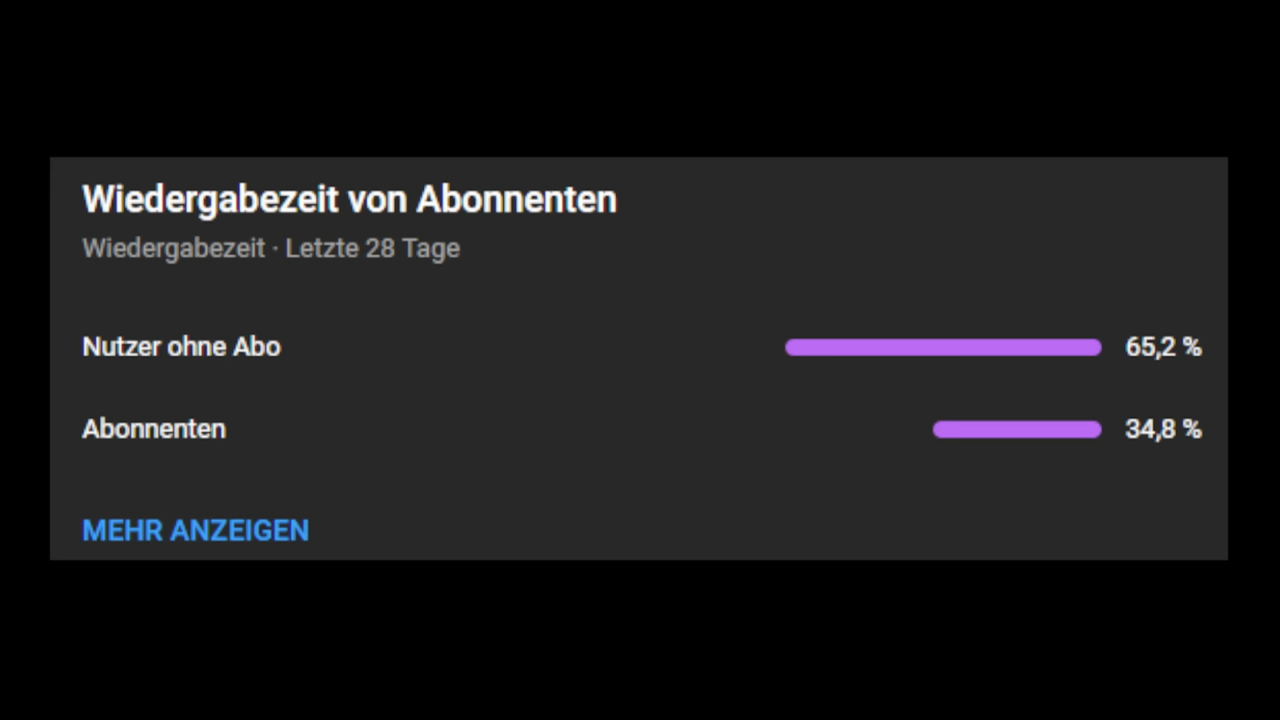 Wiedergabezeit von Abonnenten
Wiedergabezeit · Letzte 28 Tage
Nutzer ohne Abo 65,2 %
Abonnenten 34,8 %
MEHR ANZEIGEN